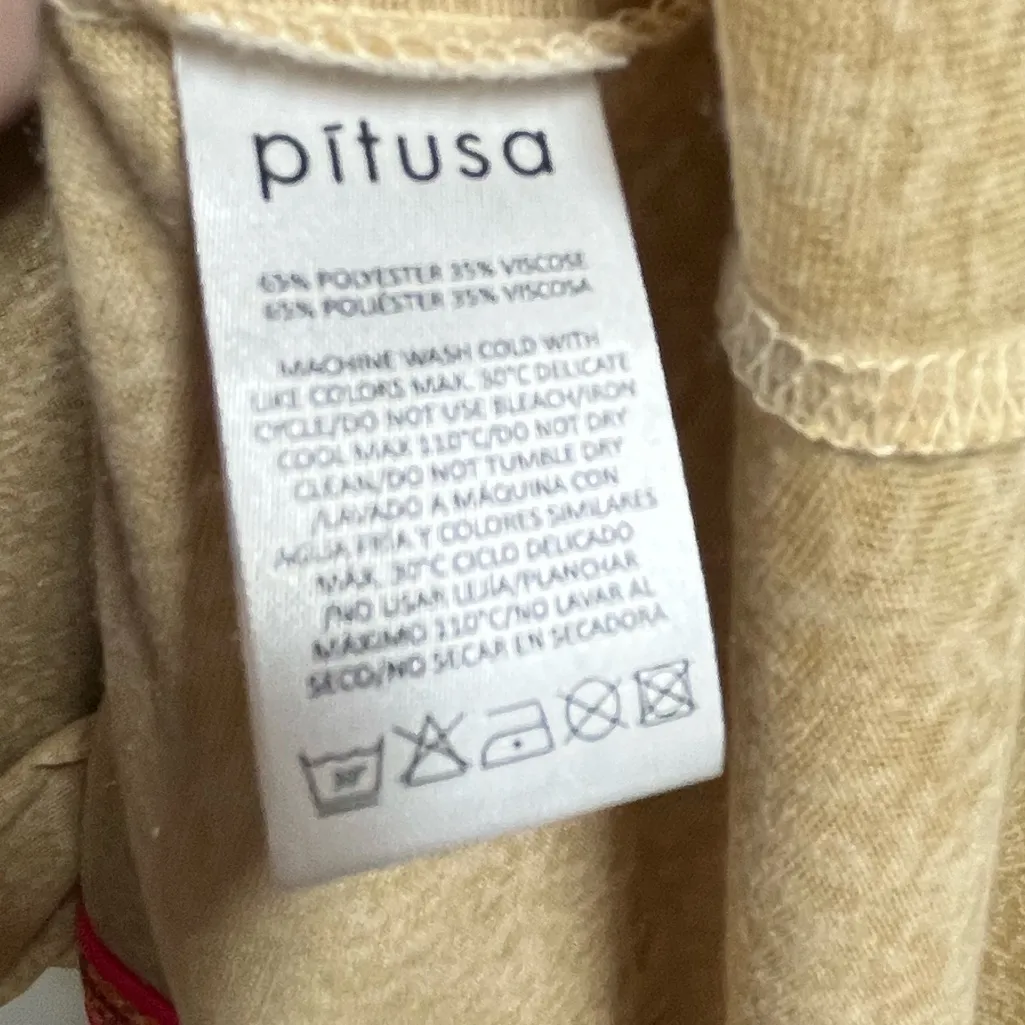 pītusa
65% POLYESTER 35% VISCOSE
65% POLIÉSTER 35% VISCOSA
MACHINE WASH COLD WITH
LIKE COLORS MAX. 30°C DELICATE
CYCLE/DO NOT USE BLEACH/IRON
COOL MAX 110°C/DO NOT DRY
CLEAN/DO NOT TUMBLE DRY
/LAVADO A MÁQUINA CON
AGUA FRIA Y COLORES SIMILARES
MÁX. 30°C CICLO DELICADO
/NO USAR LEJIA/PLANCHAR
MÁXIMO 110°C/NO LAVAR AL
SECO/NO SECAR EN SECADORA
30°